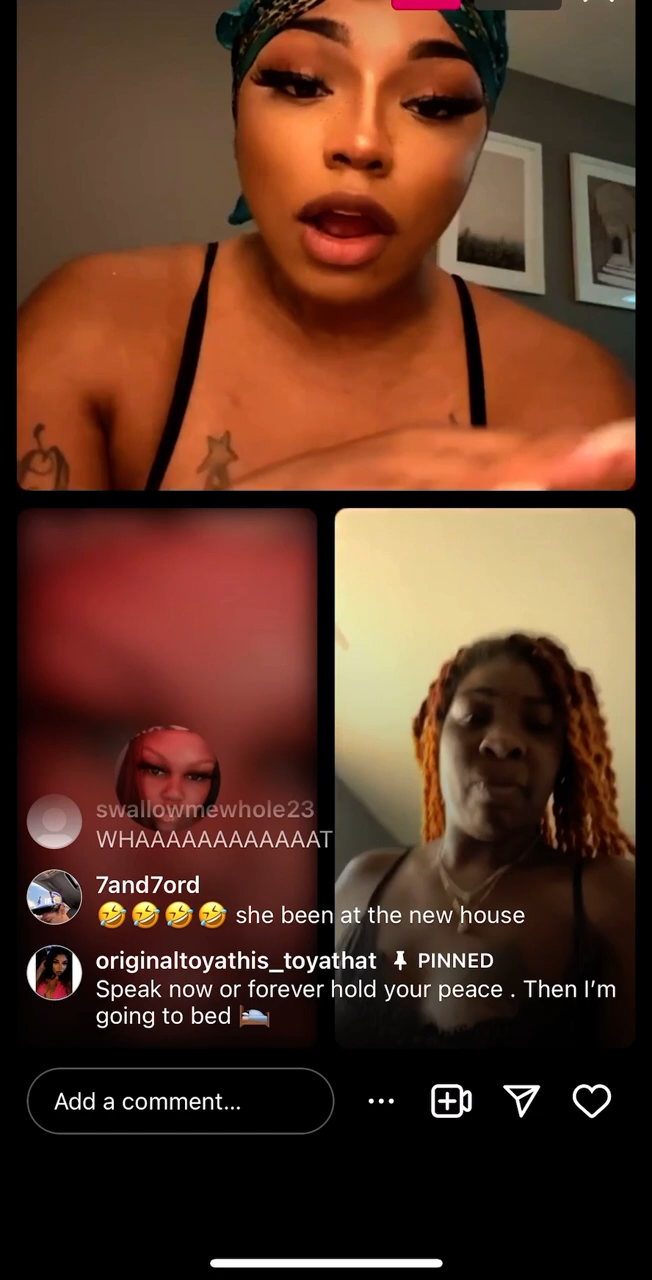 swallowmewhole23
WHAAAAAAAAAAAAT
7and7ord
🤣🤣🤣🤣 she been at the new house
originaltoyathis_toyathat PINNED
Speak now or forever hold your peace . Then I’m
going to bed 🛌
Add a comment...